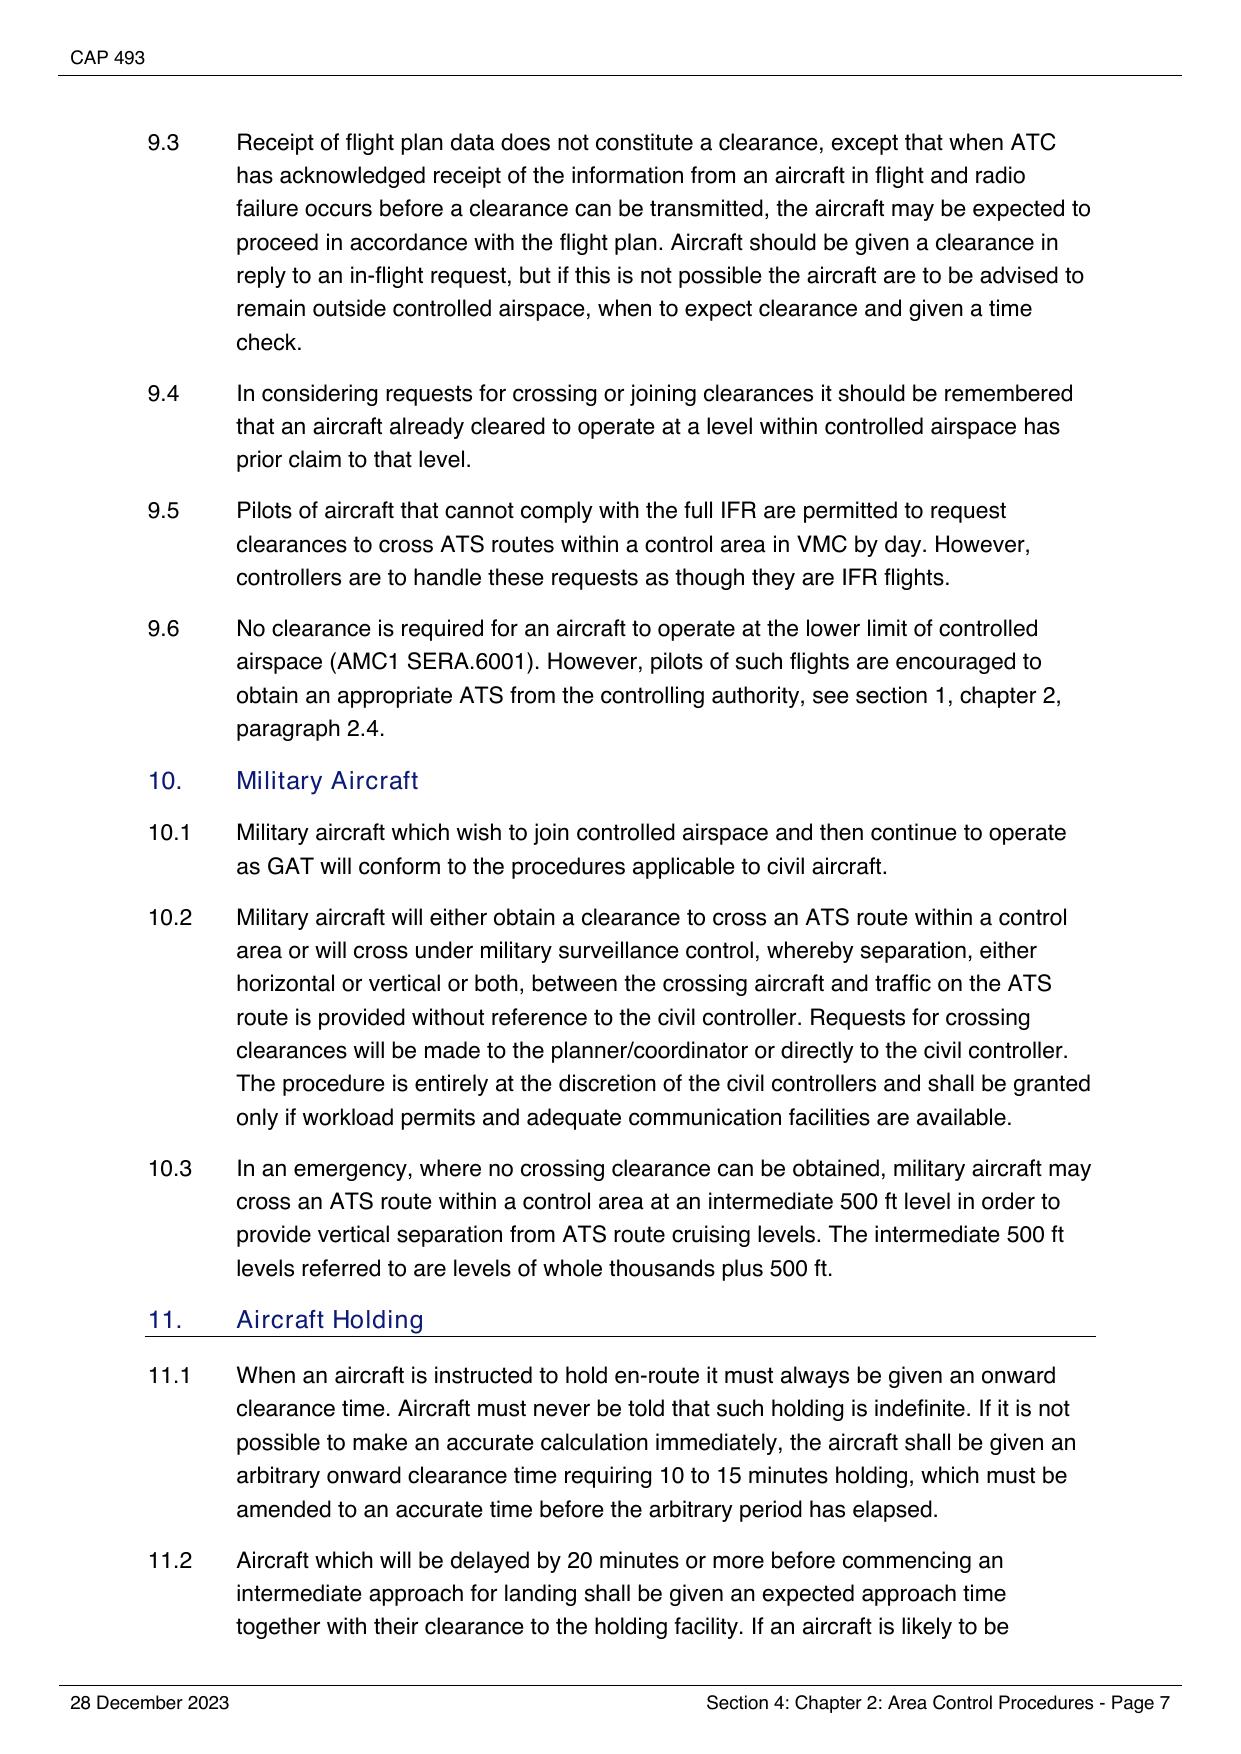 CAP 493
9.3 Receipt of flight plan data does not constitute a clearance, except that when ATC
has acknowledged receipt of the information from an aircraft in flight and radio
failure occurs before a clearance can be transmitted, the aircraft may be expected to
proceed in accordance with the flight plan. Aircraft should be given a clearance in
reply to an in-flight request, but if this is not possible the aircraft are to be advised to
remain outside controlled airspace, when to expect clearance and given a time
check.
9.4 In considering requests for crossing or joining clearances it should be remembered
that an aircraft already cleared to operate at a level within controlled airspace has
prior claim to that level.
9.5 Pilots of aircraft that cannot comply with the full IFR are permitted to request
clearances to cross ATS routes within a control area in VMC by day. However,
controllers are to handle these requests as though they are IFR flights.
9.6 No clearance is required for an aircraft to operate at the lower limit of controlled
airspace (AMC1 SERA.6001). However, pilots of such flights are encouraged to
obtain an appropriate ATS from the controlling authority, see section 1, chapter 2,
paragraph 2.4.
10. Military Aircraft
10.1 Military aircraft which wish to join controlled airspace and then continue to operate
as GAT will conform to the procedures applicable to civil aircraft.
10.2 Military aircraft will either obtain a clearance to cross an ATS route within a control
area or will cross under military surveillance control, whereby separation, either
horizontal or vertical or both, between the crossing aircraft and traffic on the ATS
route is provided without reference to the civil controller. Requests for crossing
clearances will be made to the planner/coordinator or directly to the civil controller.
The procedure is entirely at the discretion of the civil controllers and shall be granted
only if workload permits and adequate communication facilities are available.
10.3 In an emergency, where no crossing clearance can be obtained, military aircraft may
cross an ATS route within a control area at an intermediate 500 ft level in order to
provide vertical separation from ATS route cruising levels. The intermediate 500 ft
levels referred to are levels of whole thousands plus 500 ft.
11. Aircraft Holding
11.1 When an aircraft is instructed to hold en-route it must always be given an onward
clearance time. Aircraft must never be told that such holding is indefinite. If it is not
possible to make an accurate calculation immediately, the aircraft shall be given an
arbitrary onward clearance time requiring 10 to 15 minutes holding, which must be
amended to an accurate time before the arbitrary period has elapsed.
11.2 Aircraft which will be delayed by 20 minutes or more before commencing an
intermediate approach for landing shall be given an expected approach time
together with their clearance to the holding facility. If an aircraft is likely to be
28 December 2023 Section 4: Chapter 2: Area Control Procedures - Page 7